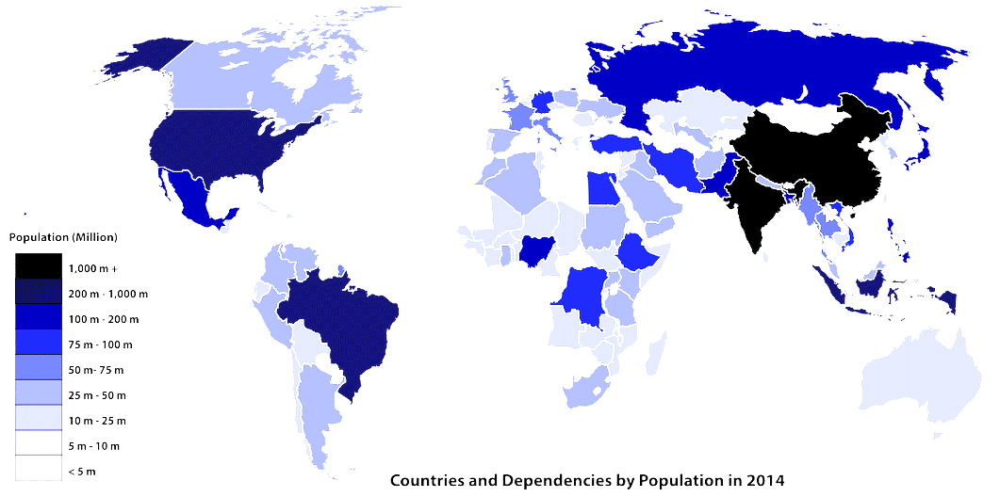 Population (Million)
1,000 m +
200 m - 1,000 m
100 m - 200 m
75 m - 100 m
50 m- 75 m
25 m - 50 m
10 m - 25 m
5 m - 10 m
< 5 m
Countries and Dependencies by Population in 2014